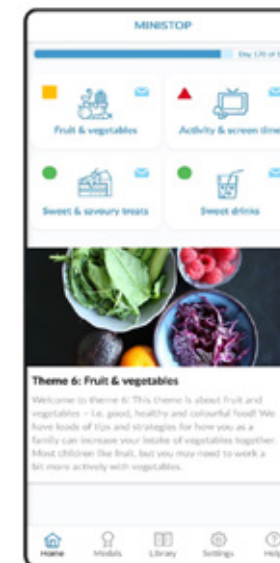 MINISTOP
Day 170 of
Fruit & vegetables
Activity & screen time
Sweet & savoury treats
Sweet drinks
Theme 6: Fruit & vegetables
Welcome to theme 6! This theme is about fruit and
vegetables – i.e. good, healthy and colourful food! We
have loads of tips and strategies for how you as a
family can increase your intake of vegetables together.
Most children like fruit, but you may need to work a
bit more actively with vegetables.
Home
Medals
Library
Settings
Help